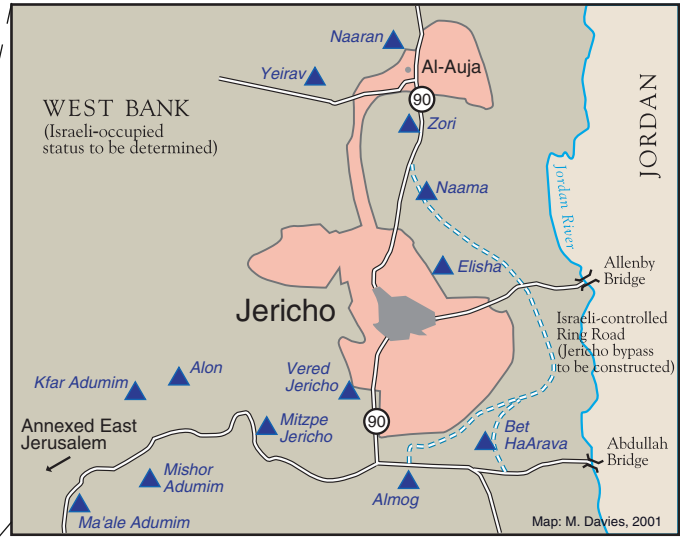 Naaran
Yeirav
Al-Auja
WEST BANK
(Israeli-occupied
status to be determined)
90
Zori
JORDAN
Jordan River
Naama
Elisha
Allenby
Bridge
Jericho
Israeli-controlled
Ring Road
(Jericho bypass
to be constructed)
Vered
Jericho
Alon
Kfar Adumim
90
Mitzpe
Jericho
Bet
HaArava
Annexed East
Jerusalem
Abdullah
Bridge
Mishor
Adumim
Almog
Ma'ale Adumim
Map: M. Davies, 2001